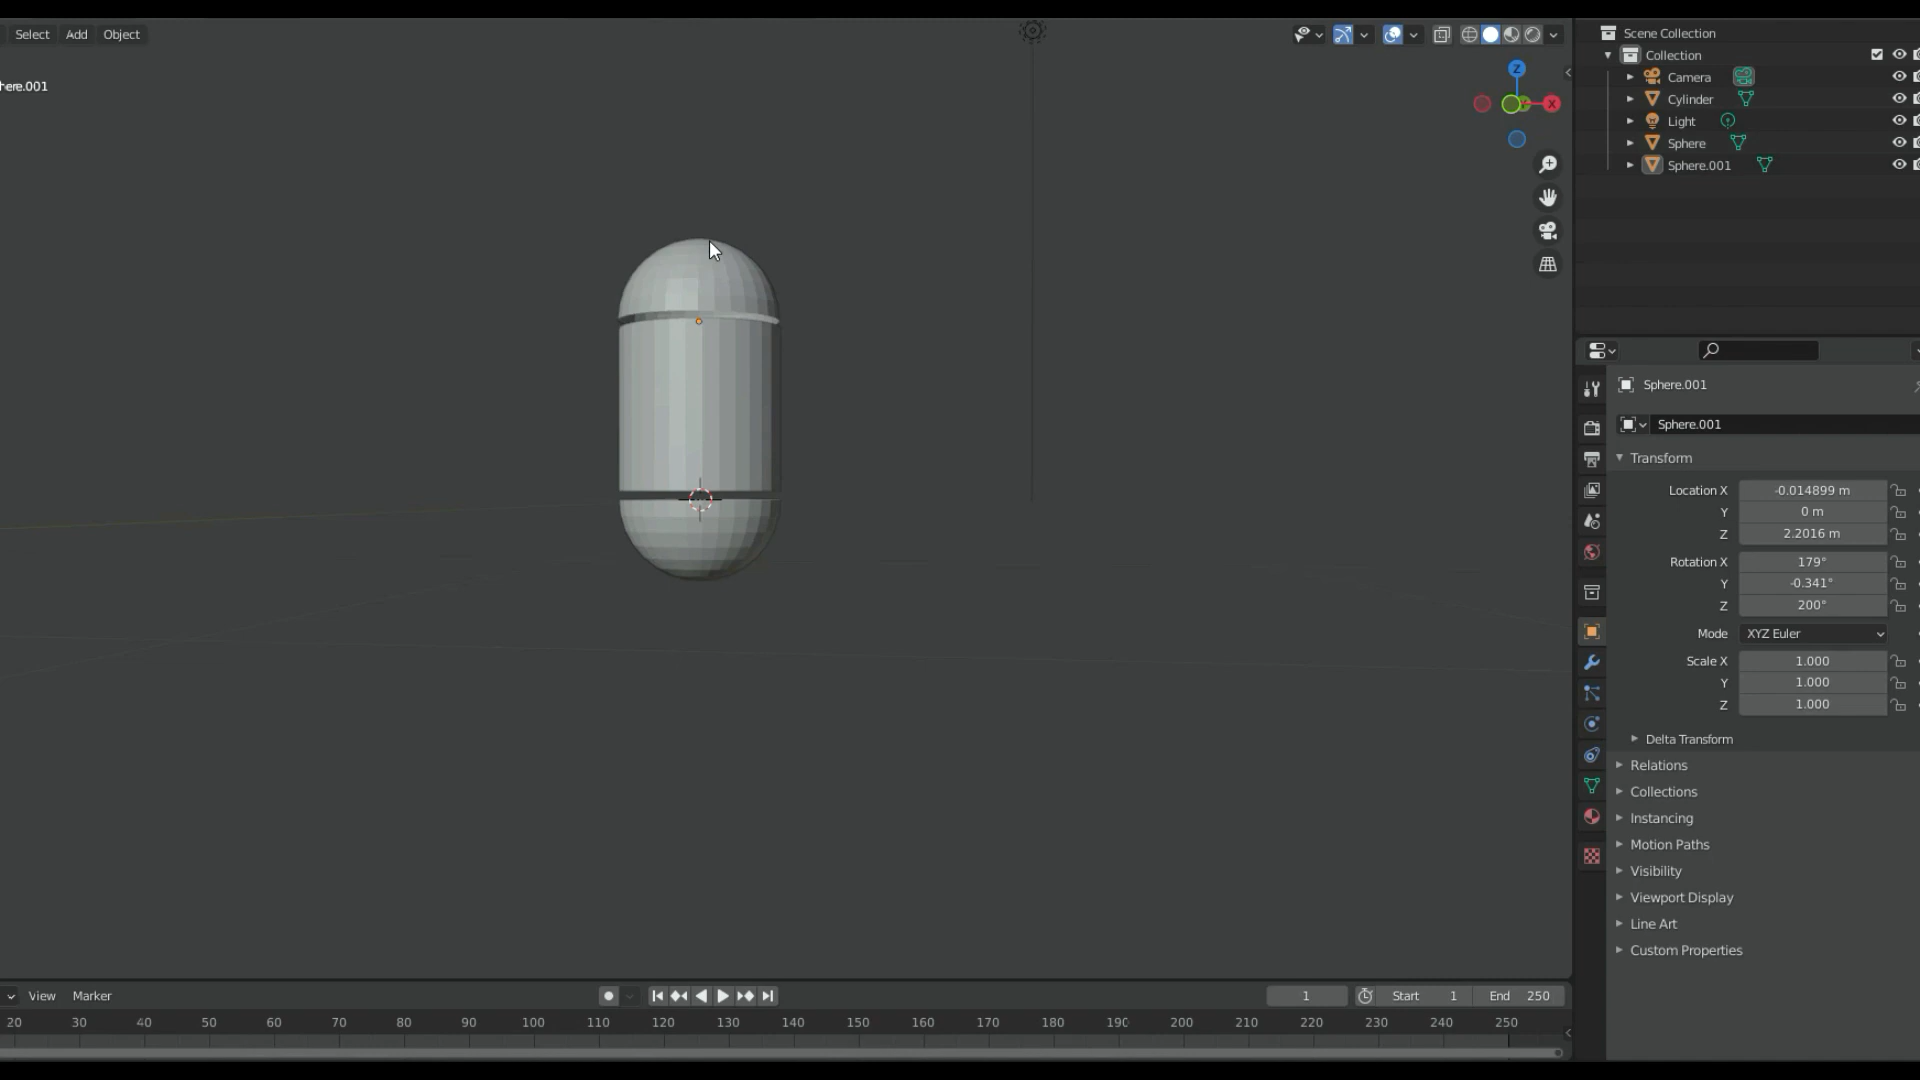 Select Add Object
here.001
Z
X
Scene Collection
Collection
Camera
Cylinder
Light
Sphere
Sphere.001
Sphere.001
Sphere.001
Transform
Location X -0.014899 m
Y 0 m
Z 2.2016 m
Rotation X 179°
Y -0.341°
Z 200°
Mode XYZ Euler
Scale X 1.000
Y 1.000
Z 1.000
Delta Transform
Relations
Collections
Instancing
Motion Paths
Visibility
Viewport Display
Line Art
Custom Properties
View Marker
1 Start 1 End 250
20 30 40 50 60 70 80 90 100 110 120 130 140 150 160 170 180 190 200 210 220 230 240 250